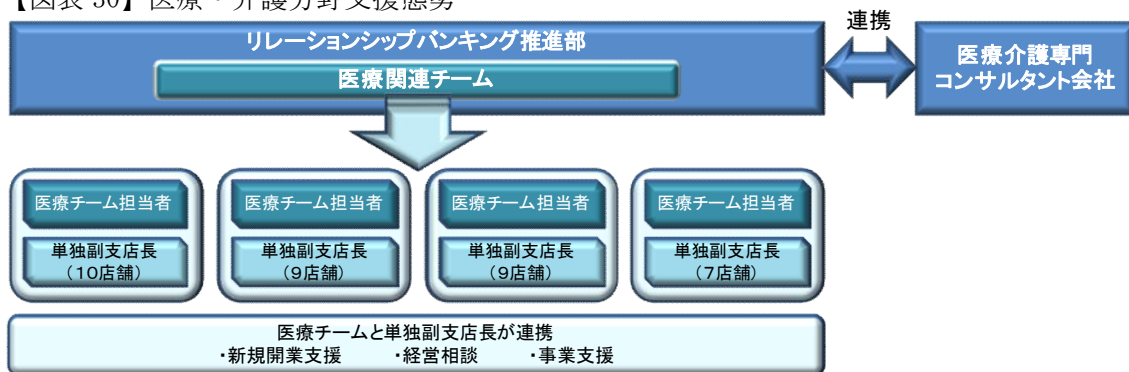 【図表 30】医療・介護分野支援態勢
連携
リレーションシップバンキング推進部
医療関連チーム
医療介護専門
コンサルタント会社
医療チーム担当者
単独副支店長
(10店舗)
医療チーム担当者
単独副支店長
(9店舗)
医療チーム担当者
単独副支店長
(9店舗)
医療チーム担当者
単独副支店長
(7店舗)
医療チームと単独副支店長が連携
・新規開業支援 ・経営相談 ・事業支援